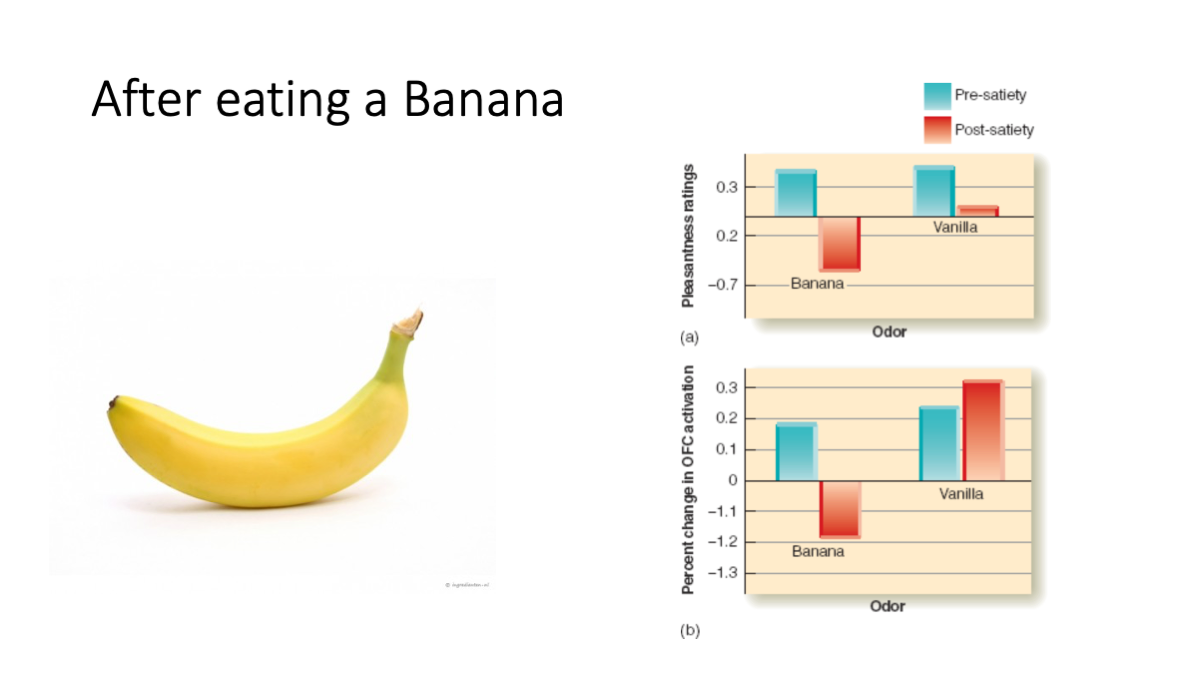 After eating a Banana
Pre-satiety
Post-satiety
Pleasantness ratings
0.3
0.2
–0.7
Banana
Vanilla
Odor
(a)
Percent change in OFC activation
0.3
0.2
0.1
0
–1.1
–1.2
–1.3
Banana
Vanilla
Odor
(b)
© ingredienten.nl